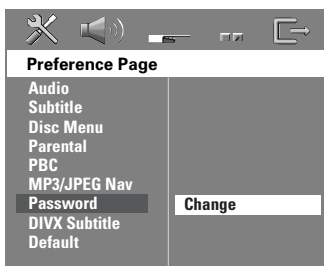 Preference Page
Audio
Subtitle
Disc Menu
Parental
PBC
MP3/JPEG Nav
Password
Change
DIVX Subtitle
Default